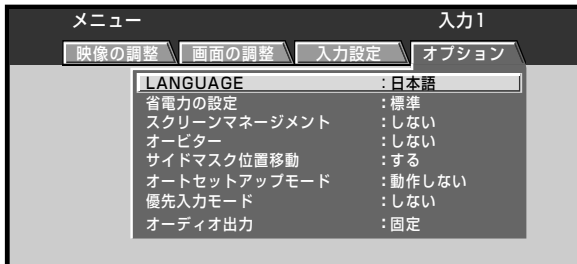 メニュー 入力1
映像の調整 画面の調整 入力設定 オプション
LANGUAGE :日本語
省電力の設定 :標準
スクリーンマネージメント :しない
オービター :しない
サイドマスク位置移動 :する
オートセットアップモード :動作しない
優先入力モード :しない
オーディオ出力 :固定